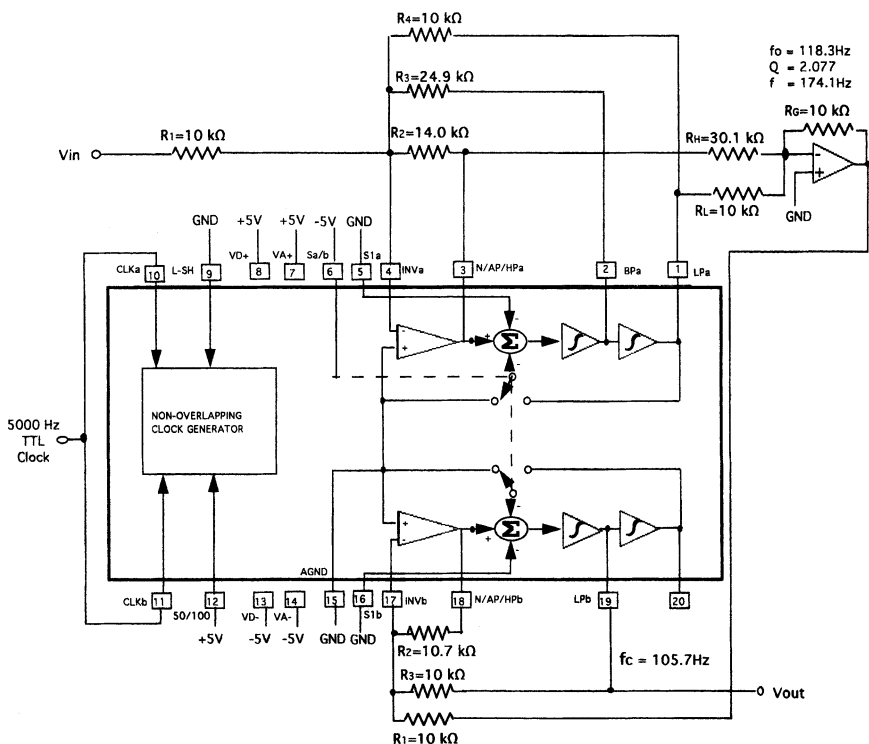 R4=10 kΩ
fo = 118.3Hz
Q = 2.077
f = 174.1Hz
R3=24.9 kΩ
RG=10 kΩ
R1=10 kΩ
R2=14.0 kΩ
RH=30.1 kΩ
Vin
-
+
RL=10 kΩ
GND
GND
+5V
+5V
-5V
GND
VD+
VA+
Sa/b
S1a
CLKa
10
L-SH
9
8
7
6
5
4
INVa
3
N/AP/HPa
2
BPa
1
LPa
-
+
+
-
Σ
-
∫
∫
NON-OVERLAPPING
CLOCK GENERATOR
5000 Hz
TTL
Clock
+
-
+
-
Σ
-
∫
∫
AGND
CLKb
11
12
13
14
15
16
17
INVb
18
N/AP/HPb
LPb
19
20
50/100
VD-
VA-
S1b
+5V
-5V
-5V
GND
GND
R2=10.7 kΩ
fc = 105.7Hz
R3=10 kΩ
Vout
R1=10 kΩ